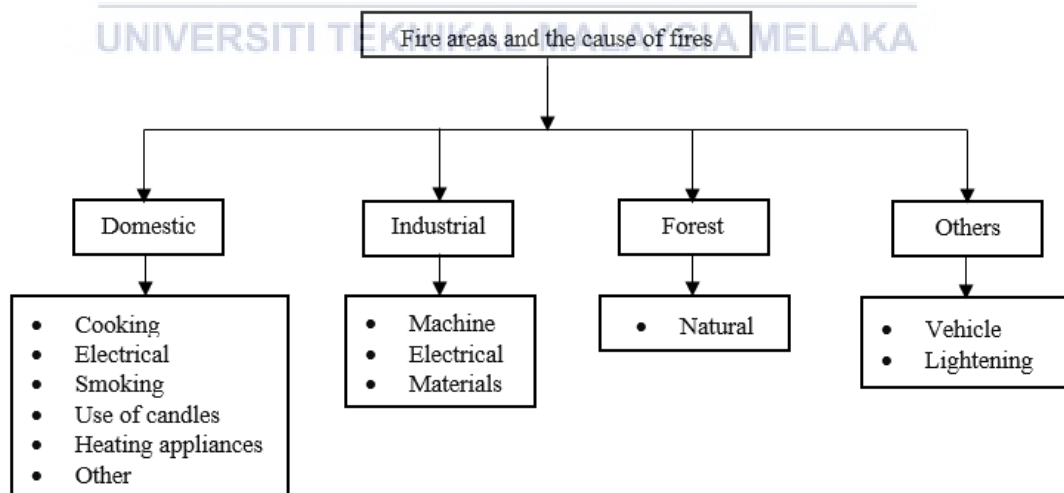 UNIVERSITI TEKNIKAL MALAYSIA MELAKA
Fire areas and the cause of fires
Domestic
• Cooking
• Electrical
• Smoking
• Use of candles
• Heating appliances
• Other
Industrial
• Machine
• Electrical
• Materials
Forest
• Natural
Others
• Vehicle
• Lightening